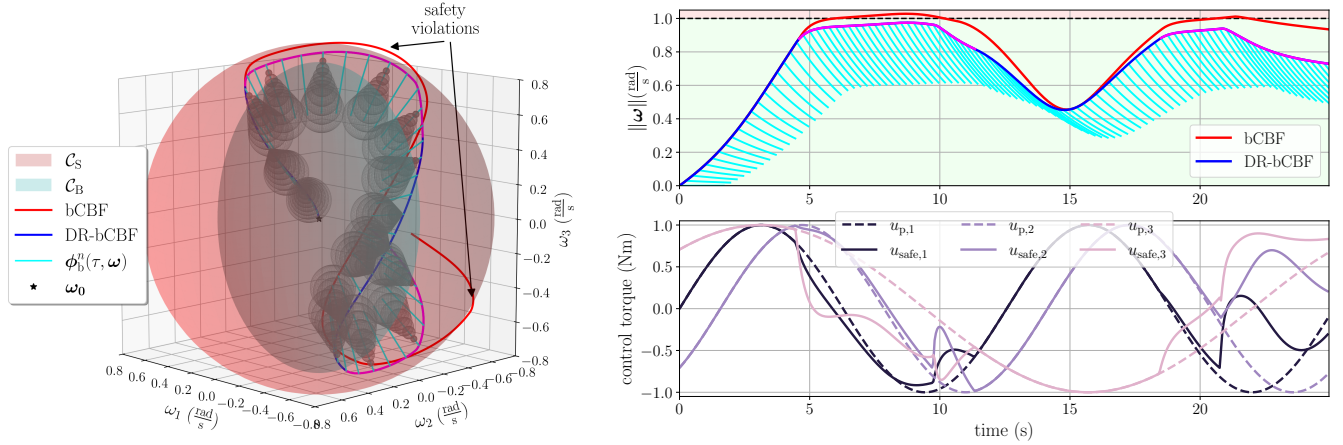 safety
violations
𝒞_S
𝒞_B
bCBF
DR-bCBF
ϕ_b^n(τ, ω)
ω_0
0.8
0.6
0.4
0.2
0.0
−0.2
−0.4
−0.6
−0.8
ω_3 (rad/s)
0.8
0.6
0.4
0.2
0.0
−0.2
−0.4
−0.6
−0.8
ω_1 (rad/s)
0.8
0.6
0.4
0.2
0.0
−0.2
−0.4
−0.6
−0.8
ω_2 (rad/s)
1.0
0.8
0.6
0.4
0.2
0.0
‖ω‖(rad/s)
bCBF
DR-bCBF
0 5 10 15 20
1.0
0.5
0.0
−0.5
−1.0
control torque (Nm)
u_p,1 u_p,2 u_p,3
u_safe,1 u_safe,2 u_safe,3
0 5 10 15 20
time (s)